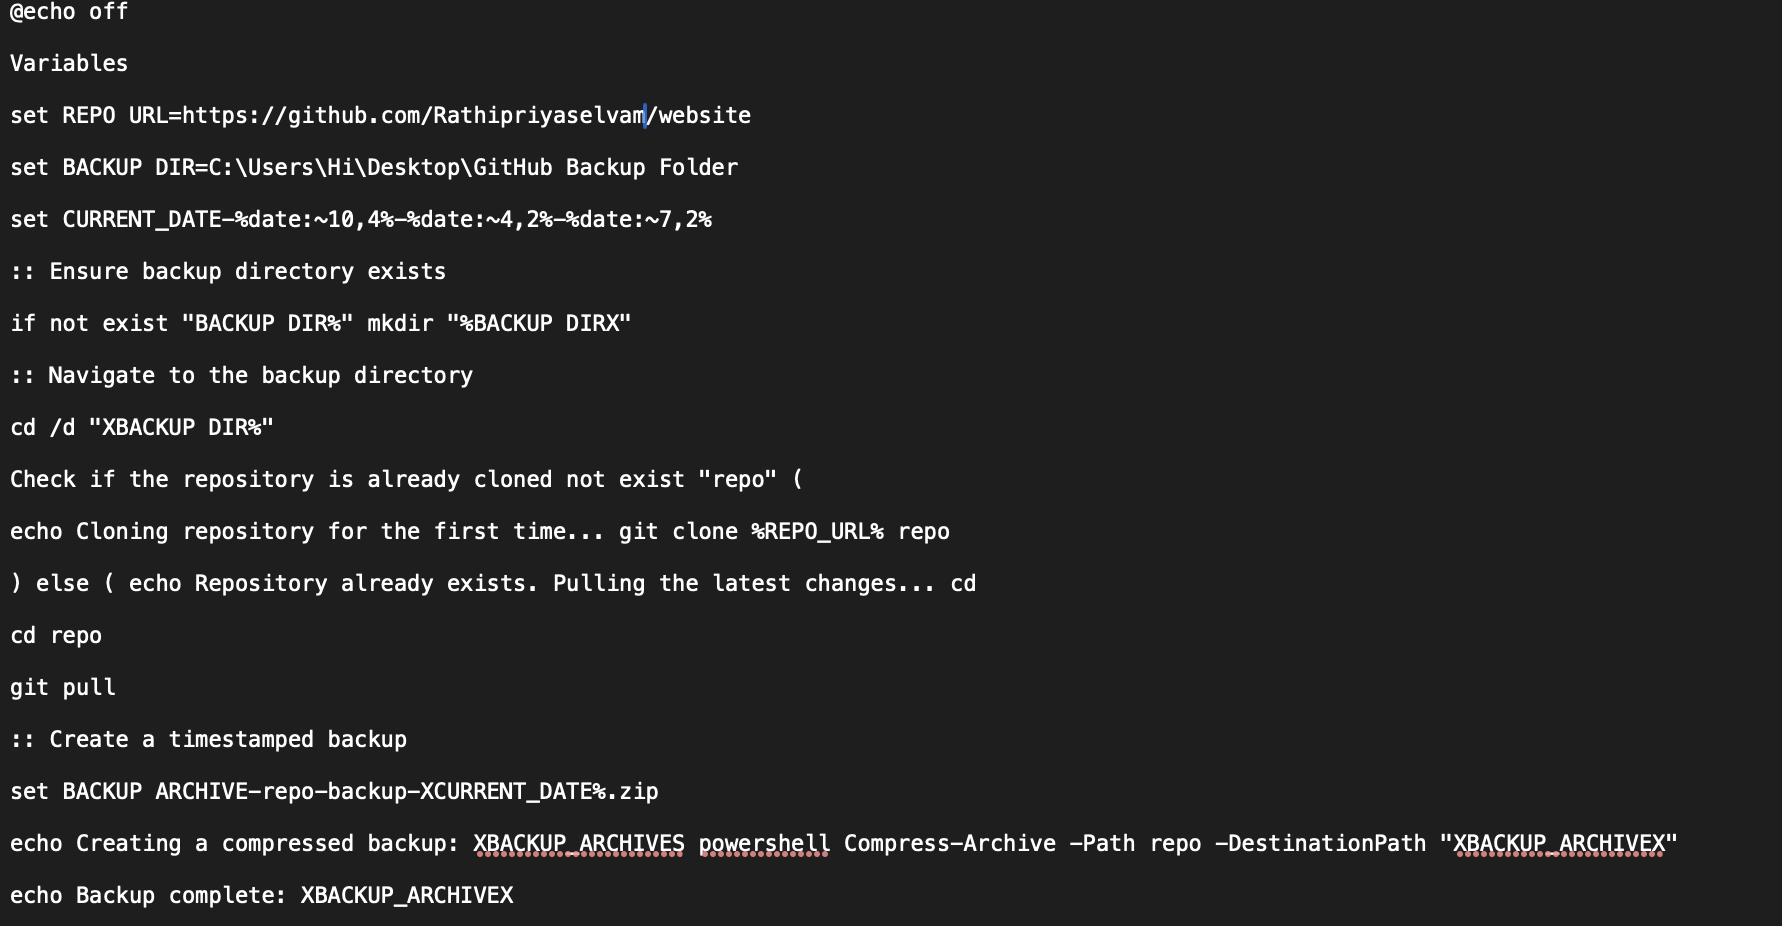 @echo off
Variables
set REPO URL=https://github.com/Rathipriyaselvam/website
set BACKUP DIR=C:\Users\Hi\Desktop\GitHub Backup Folder
set CURRENT_DATE-%date:~10,4%-%date:~4,2%-%date:~7,2%
:: Ensure backup directory exists
if not exist "BACKUP DIR%" mkdir "%BACKUP DIRX"
:: Navigate to the backup directory
cd /d "XBACKUP DIR%"
Check if the repository is already cloned not exist "repo" (
echo Cloning repository for the first time... git clone %REPO_URL% repo
) else ( echo Repository already exists. Pulling the latest changes... cd
cd repo
git pull
:: Create a timestamped backup
set BACKUP ARCHIVE-repo-backup-XCURRENT_DATE%.zip
echo Creating a compressed backup: XBACKUP_ARCHIVES powershell Compress-Archive -Path repo -DestinationPath "XBACKUP_ARCHIVEX"
echo Backup complete: XBACKUP_ARCHIVEX